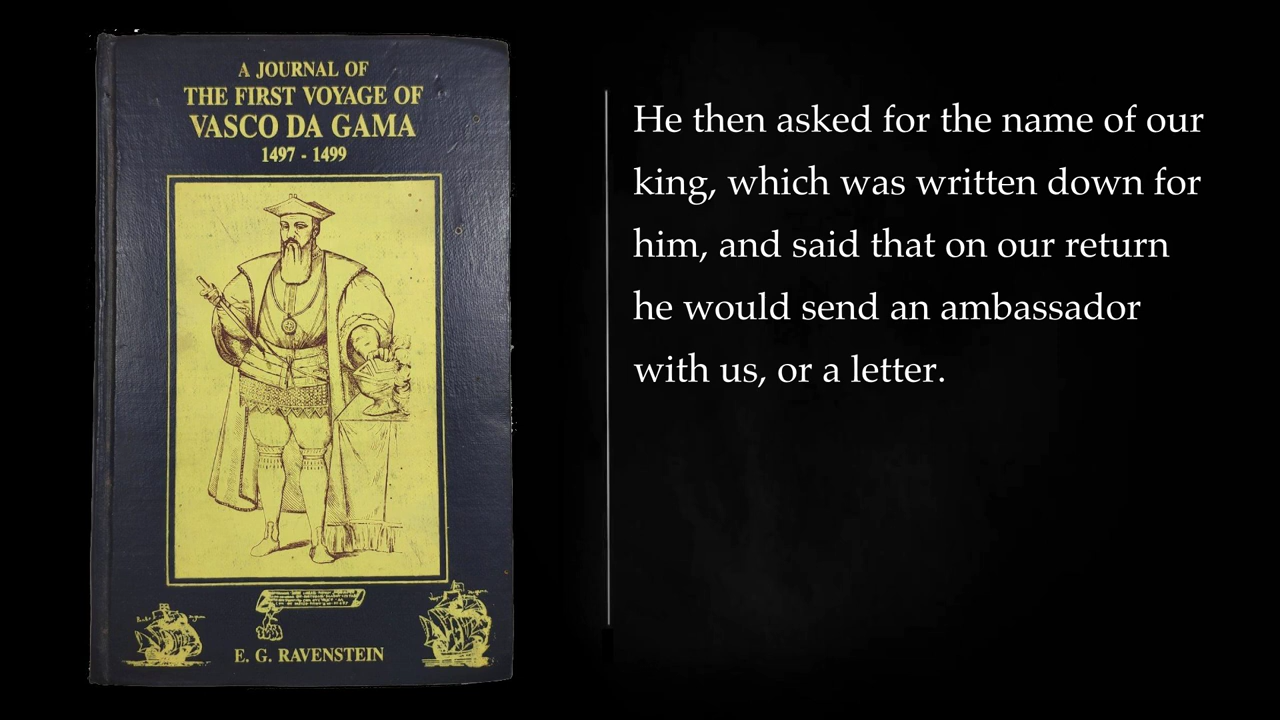 A JOURNAL OF
THE FIRST VOYAGE OF
VASCO DA GAMA
1497 - 1499
E. G. RAVENSTEIN
He then asked for the name of our
king, which was written down for
him, and said that on our return
he would send an ambassador
with us, or a letter.